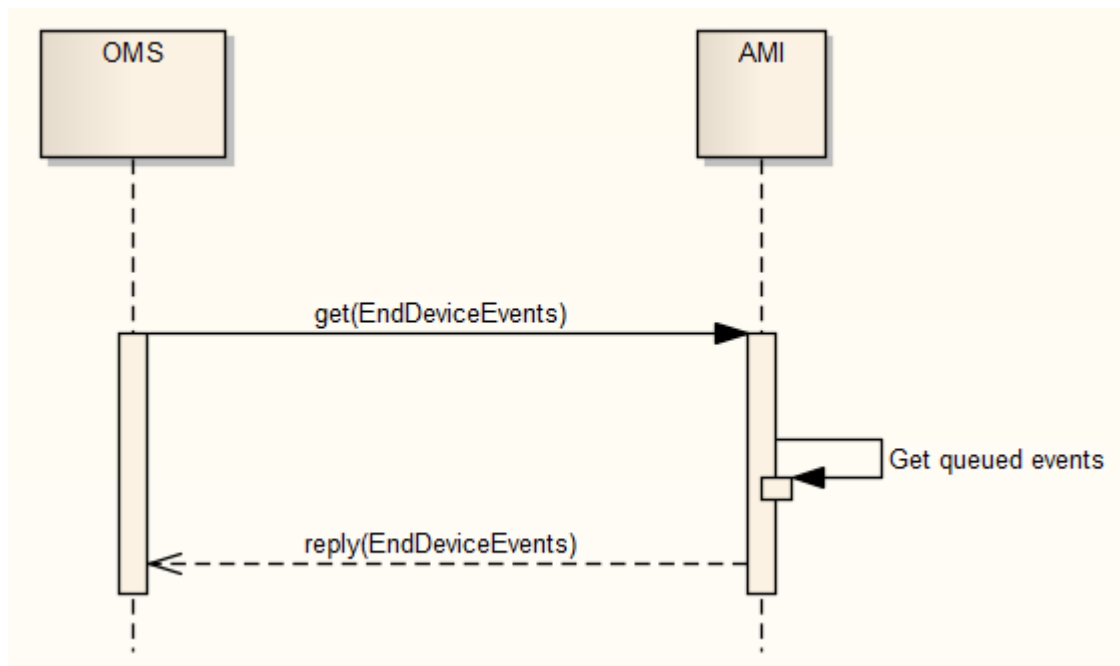 OMS
AMI
get(EndDeviceEvents)
Get queued events
reply(EndDeviceEvents)